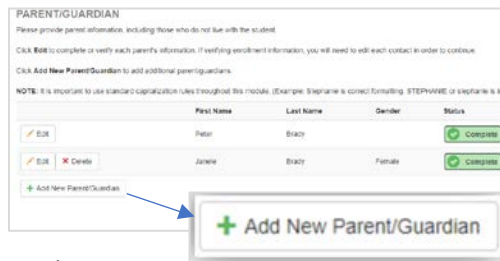 PARENT/GUARDIAN
Please provide parent information, including those who do not live with the student.
Click Edit to complete or verify each parent's information. If verifying enrollment information, you will need to edit each contact in order to continue.
Click Add New Parent/Guardian to add additional parent/guardians.
NOTE: It is important to use standard capitalization rules throughout this module. (Example: Stephanie is correct formatting. STEPHANIE or stephanie is
First Name Last Name Gender Status
Edit Peter Brady Complete
Edit Delete Brady Female Complete
+ Add New Parent/Guardian
+ Add New Parent/Guardian